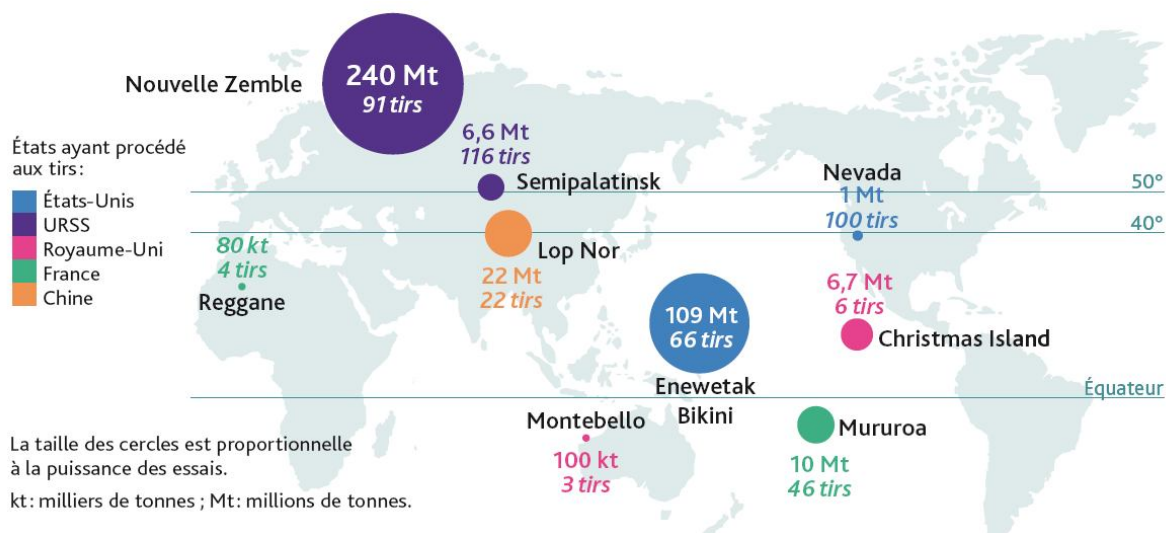 Nouvelle Zemble
240 Mt
91 tirs
États ayant procédé
aux tirs :
États-Unis
URSS
Royaume-Uni
France
Chine
6,6 Mt
116 tirs
Semipalatinsk
Nevada
1 Mt
100 tirs
50°
40°
80 kt
4 tirs
Reggane
Lop Nor
22 Mt
22 tirs
109 Mt
66 tirs
Enewetak
Bikini
6,7 Mt
6 tirs
Christmas Island
Équateur
Montebello
100 kt
3 tirs
Mururoa
10 Mt
46 tirs
La taille des cercles est proportionnelle
à la puissance des essais.
kt : milliers de tonnes ; Mt : millions de tonnes.